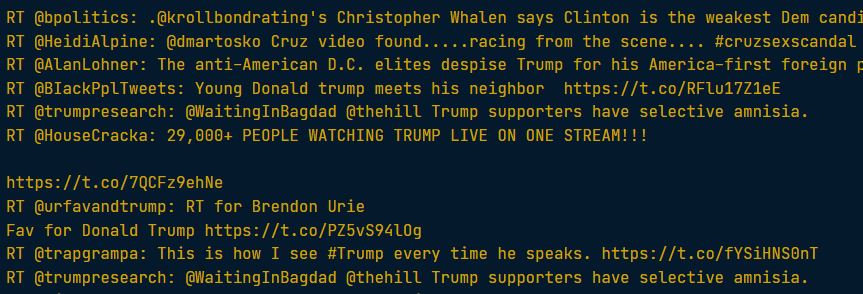 RT @bpolitics: .@krollbondrating's Christopher Whalen says Clinton is the weakest Dem candi
RT @HeidiAlpine: @dmartosko Cruz video found.....racing from the scene.... #cruzsexscandal
RT @AlanLohner: The anti-American D.C. elites despise Trump for his America-first foreign p
RT @BIackPplTweets: Young Donald trump meets his neighbor  https://t.co/RFlu17Z1eE
RT @trumpresearch: @WaitingInBagdad @thehill Trump supporters have selective amnisia.
RT @HouseCracka: 29,000+ PEOPLE WATCHING TRUMP LIVE ON ONE STREAM!!!
https://t.co/7QCFz9ehNe
RT @urfavandtrump: RT for Brendon Urie
Fav for Donald Trump https://t.co/PZ5vS94lOg
RT @trapgrampa: This is how I see #Trump every time he speaks. https://t.co/fYSiHNS0nT
RT @trumpresearch: @WaitingInBagdad @thehill Trump supporters have selective amnisia.